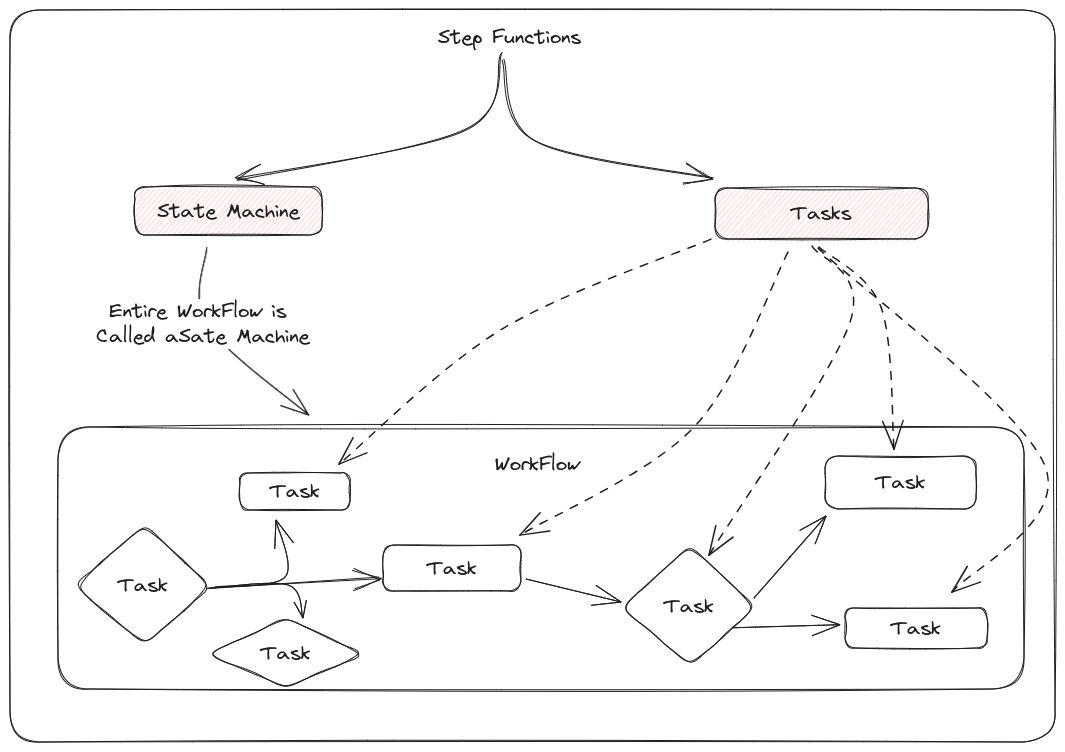 Step Functions
State Machine
Tasks
Entire WorkFlow is
Called aSate Machine
WorkFlow
Task
Task
Task
Task
Task
Task
Task